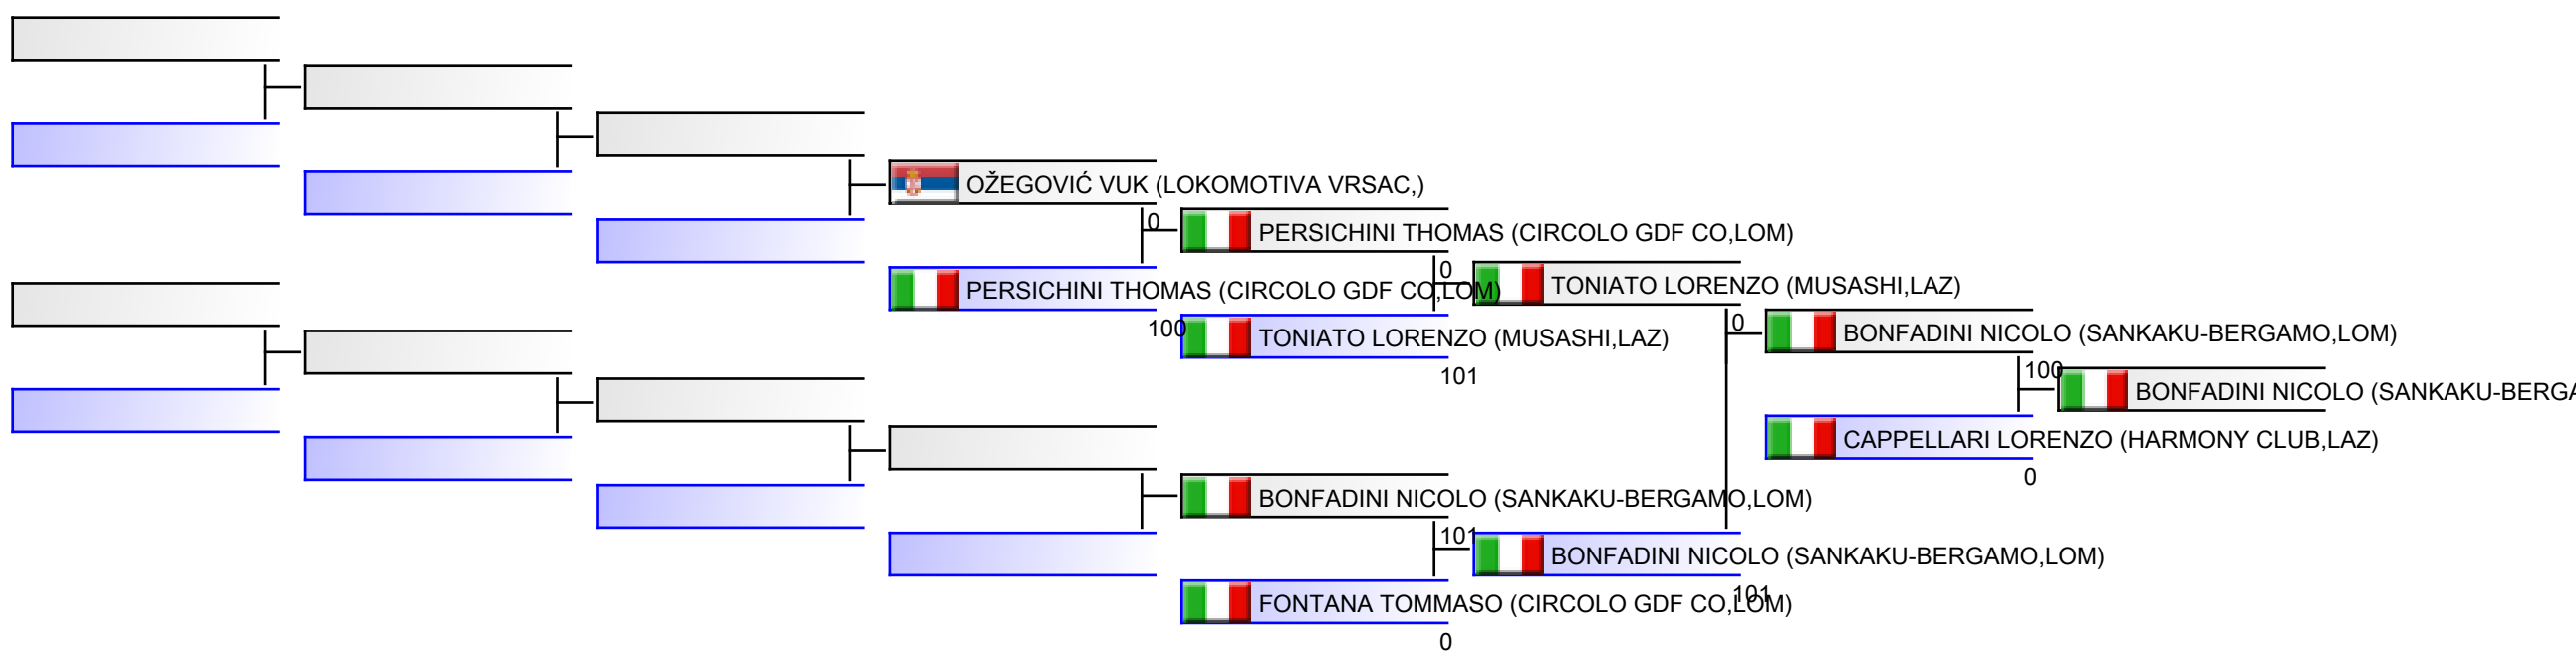 OŽEGOVIĆ VUK (LOKOMOTIVA VRSAC,)
0
PERSICHINI THOMAS (CIRCOLO GDF CO,LOM)
100
PERSICHINI THOMAS (CIRCOLO GDF CO,LOM)
0
TONIATO LORENZO (MUSASHI,LAZ)
101
BONFADINI NICOLO (SANKAKU-BERGAMO,LOM)
101
FONTANA TOMMASO (CIRCOLO GDF CO,LOM)
0
TONIATO LORENZO (MUSASHI,LAZ)
0
BONFADINI NICOLO (SANKAKU-BERGAMO,LOM)
101
BONFADINI NICOLO (SANKAKU-BERGAMO,LOM)
100
CAPPELLARI LORENZO (HARMONY CLUB,LAZ)
0
BONFADINI NICOLO (SANKAKU-BERGA